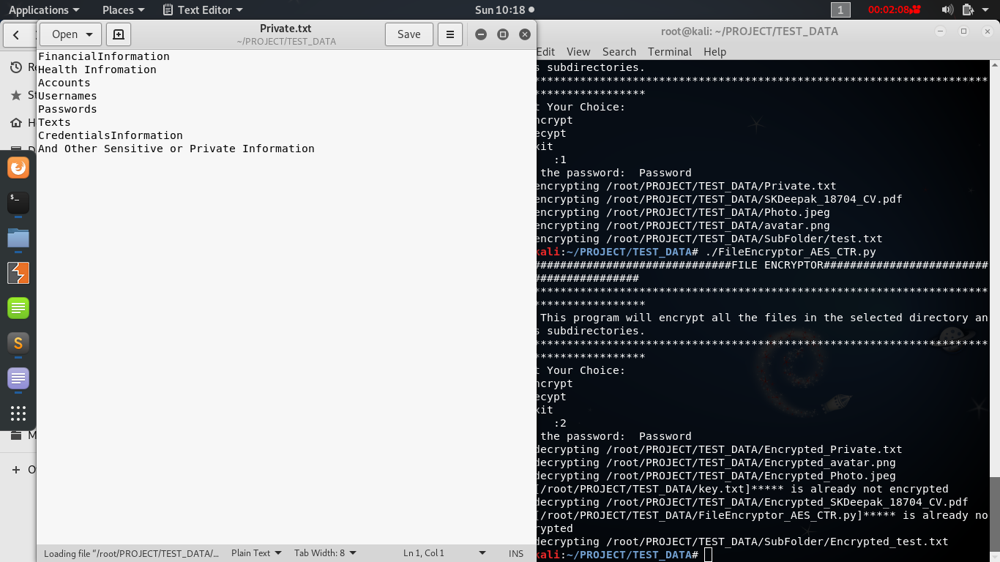 Applications Places Text Editor Sun 10:18 1 00:02:08
Open Private.txt Save
~/PROJECT/TEST_DATA
FinancialInformation
Health Infromation
Accounts
Usernames
Passwords
Texts
CredentialsInformation
And Other Sensitive or Private Information
Loading file “/root/PROJECT/TEST_DATA/… Plain Text Tab Width: 8 Ln 1, Col 1 INS
root@kali: ~/PROJECT/TEST_DATA
Edit View Search Terminal Help
s subdirectories.
*********************************************************************
*****************
t Your Choice:
ncrypt
ecypt
xit
:1
the password: Password
encrypting /root/PROJECT/TEST_DATA/Private.txt
encrypting /root/PROJECT/TEST_DATA/SKDeepak_18704_CV.pdf
encrypting /root/PROJECT/TEST_DATA/Photo.jpeg
encrypting /root/PROJECT/TEST_DATA/avatar.png
encrypting /root/PROJECT/TEST_DATA/SubFolder/test.txt
kali:~/PROJECT/TEST_DATA# ./FileEncryptor_AES_CTR.py
##############################FILE ENCRYPTOR#########################
################
*********************************************************************
*****************
This program will encrypt all the files in the selected directory an
s subdirectories.
*********************************************************************
*****************
t Your Choice:
ncrypt
ecypt
xit
:2
the password: Password
decrypting /root/PROJECT/TEST_DATA/Encrypted_Private.txt
decrypting /root/PROJECT/TEST_DATA/Encrypted_avatar.png
decrypting /root/PROJECT/TEST_DATA/Encrypted_Photo.jpeg
[/root/PROJECT/TEST_DATA/key.txt]***** is already not encrypted
decrypting /root/PROJECT/TEST_DATA/Encrypted_SKDeepak_18704_CV.pdf
[/root/PROJECT/TEST_DATA/FileEncryptor_AES_CTR.py]***** is already no
rypted
decrypting /root/PROJECT/TEST_DATA/SubFolder/Encrypted_test.txt
kali:~/PROJECT/TEST_DATA#